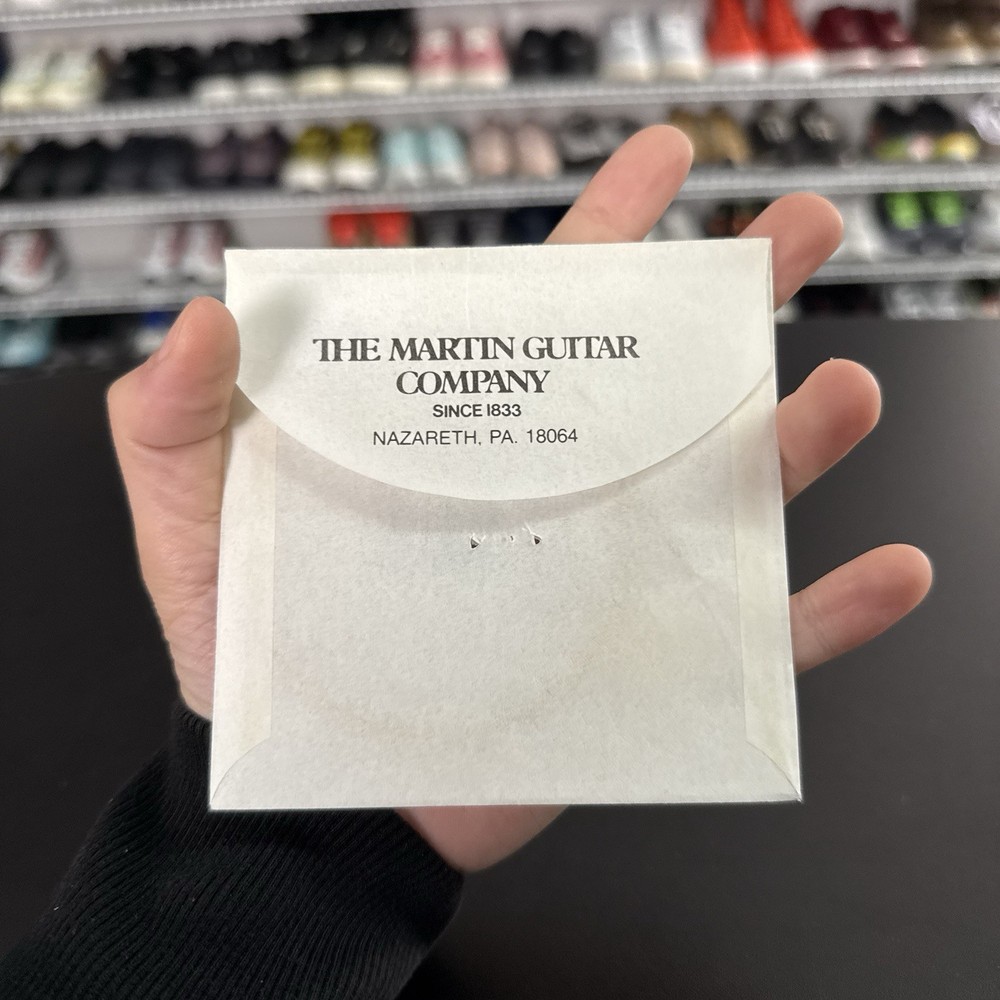 THE MARTIN GUITAR
COMPANY
SINCE 1833
NAZARETH, PA. 18064